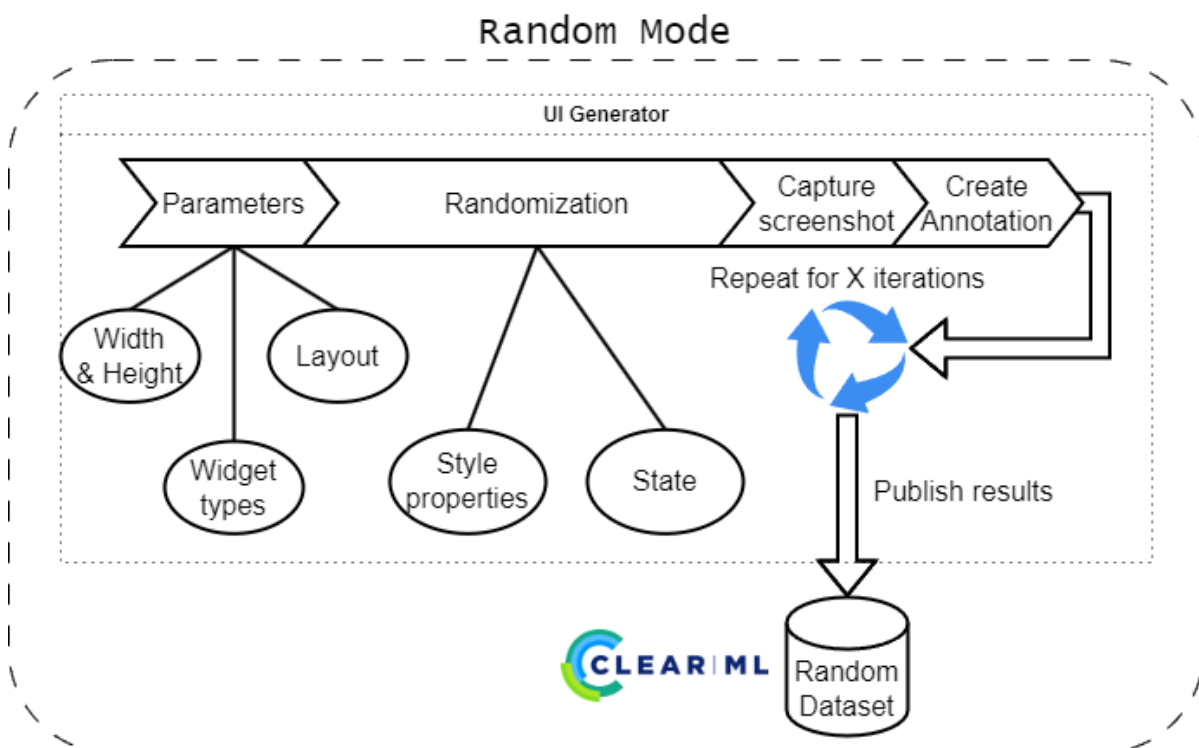 Random Mode
UI Generator
Parameters
Randomization
Capture
screenshot
Create
Annotation
Repeat for X iterations
Width
& Height
Layout
Widget
types
Style
properties
State
Publish results
CLEAR|ML
Random
Dataset